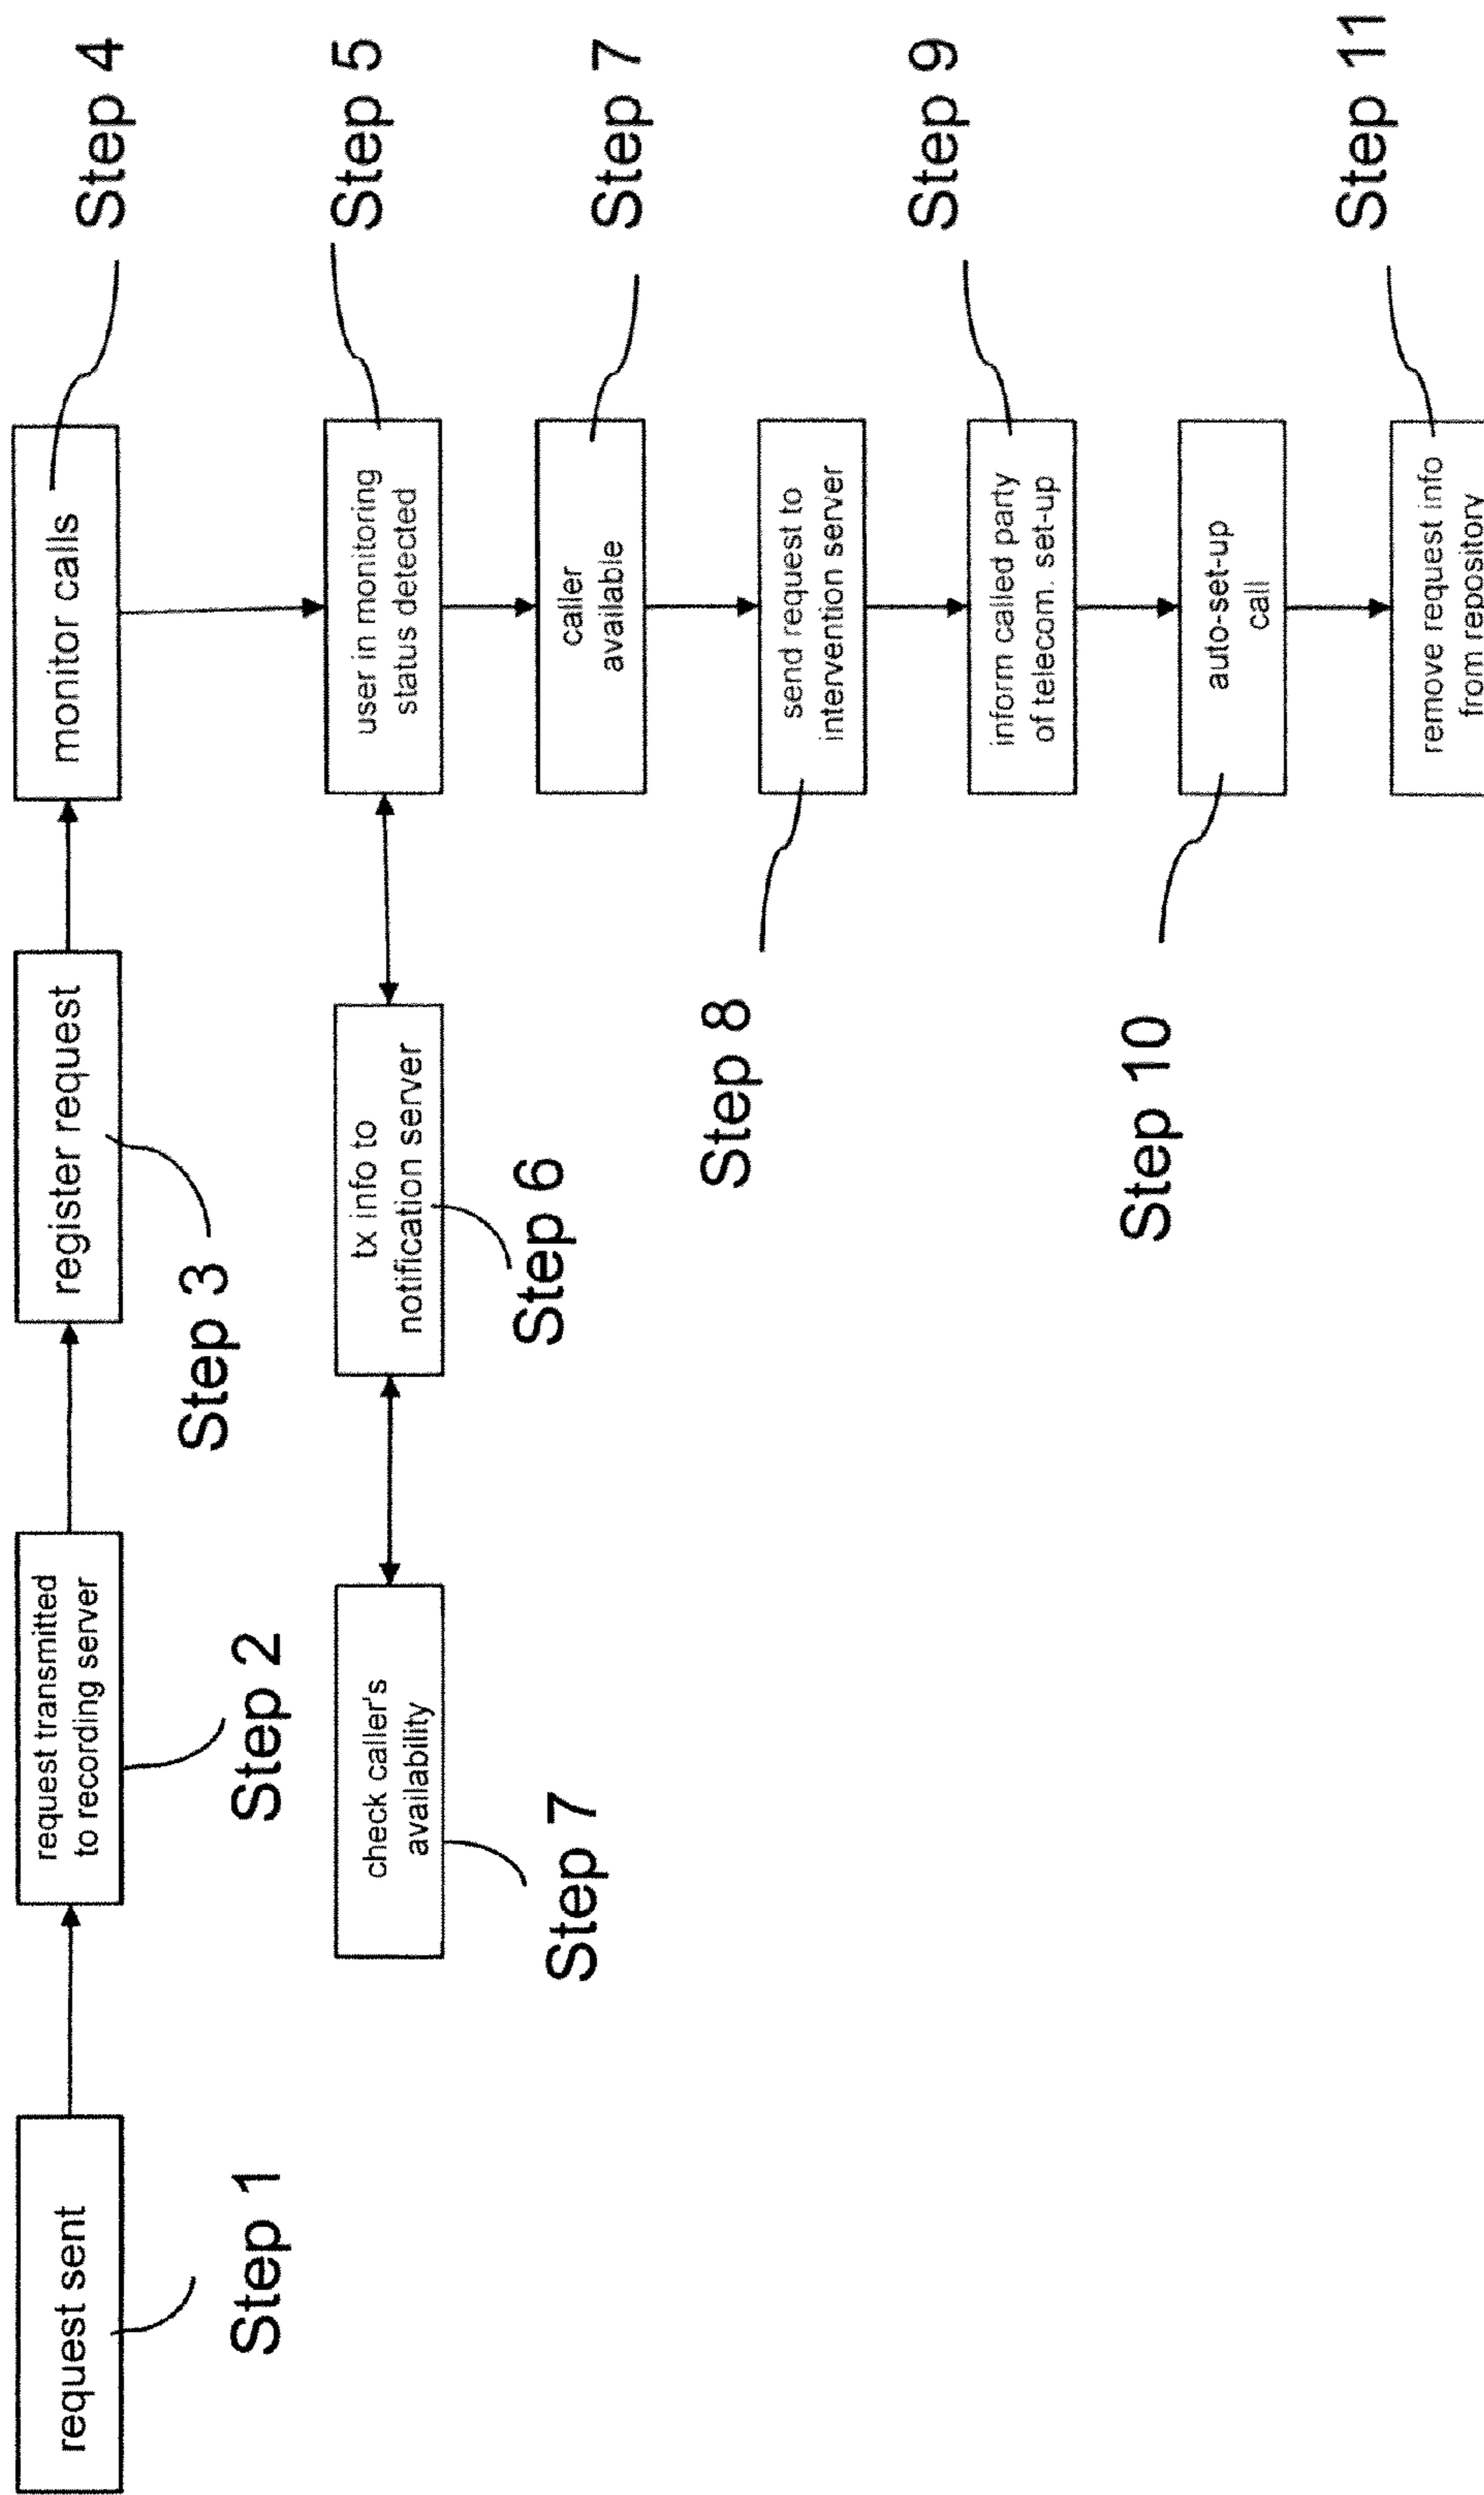 request sent
Step 1
request transmitted
to recording server
Step 2
register request
Step 3
monitor calls
Step 4
user in monitoring
status detected
Step 5
tx info to
notification server
Step 6
check caller's
availability
Step 7
caller
available
Step 7
send request to
intervention server
Step 8
inform called party
of telecom. set-up
Step 9
auto-set-up
call
Step 10
remove request info
from repository
Step 11